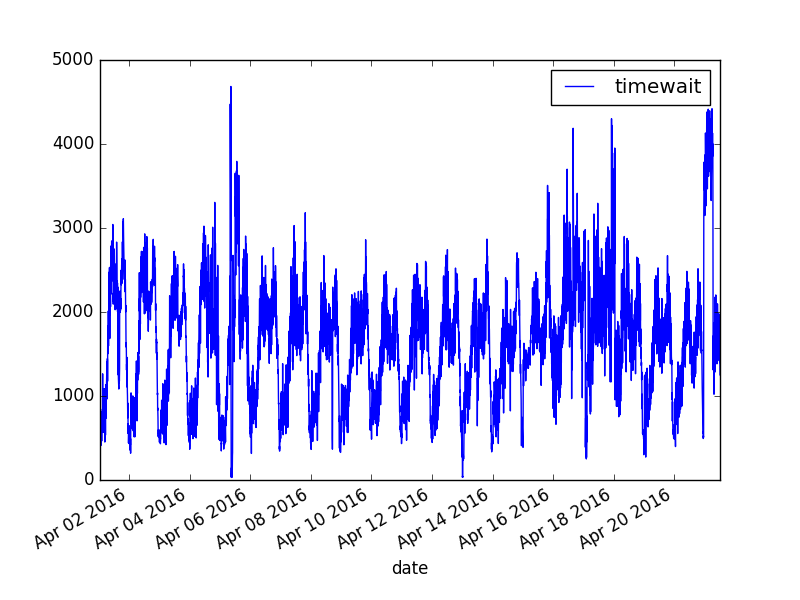 5000
timewait
4000
3000
2000
1000
0
Apr 02 2016
Apr 04 2016
Apr 06 2016
Apr 08 2016
Apr 10 2016
Apr 12 2016
Apr 14 2016
Apr 16 2016
Apr 18 2016
Apr 20 2016
date